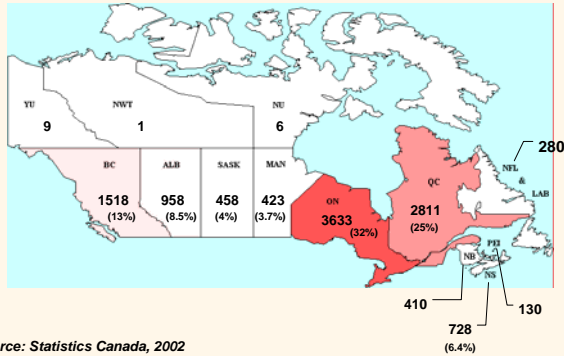 YU
NWT
NU
9
1
6
280
NFL
&
LAB
BC
ALB
SASK
MAN
QC
1518
(13%)
958
(8.5%)
458
(4%)
423
(3.7%)
ON
3633
(32%)
2811
(25%)
PEI
NB
NS
410
130
728
(6.4%)
rce: Statistics Canada, 2002